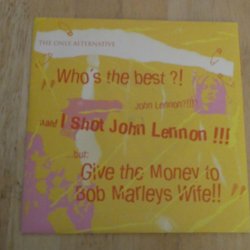 THE ONLY ALTERNATIVE
Who's the best ?!
John Lennon?!!!
I Shot John Lennon !!!
...but:
Give the Money to
Bob Marleys Wife!!